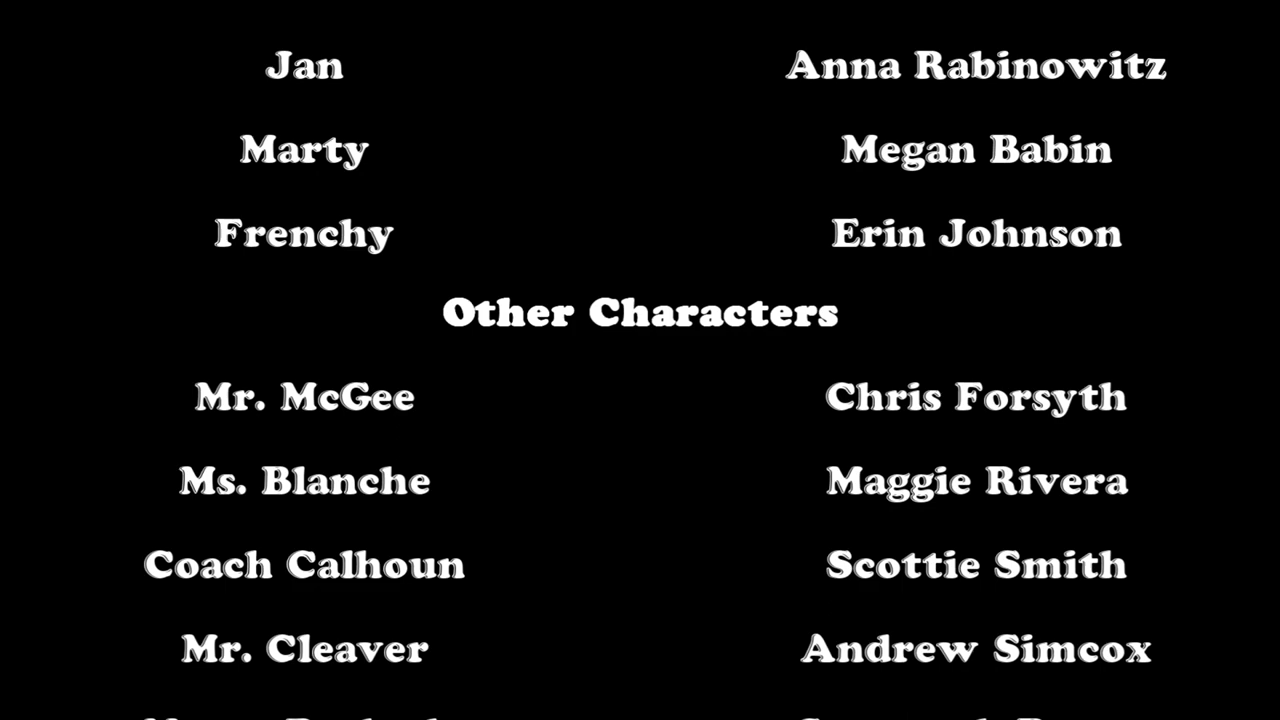 Jan Anna Rabinowitz
Marty Megan Babin
Frenchy Erin Johnson
Other Characters
Mr. McGee Chris Forsyth
Ms. Blanche Maggie Rivera
Coach Calhoun Scottie Smith
Mr. Cleaver Andrew Simcox